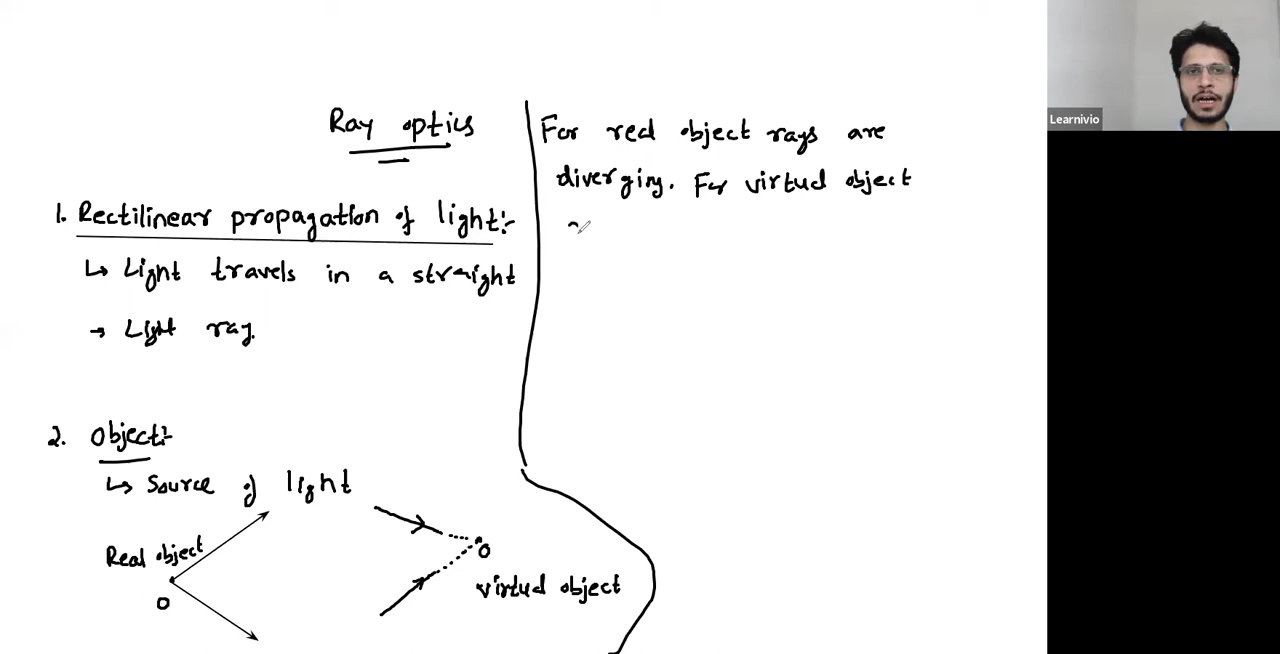 Ray optics
1. Rectilinear propagation of light:-
↳ Light travels in a straight
→ Light ray.
2. Object:-
↳ Source of light
Real object
O
O
virtual object
For real object rays are
diverging. For virtual object
Learnivio